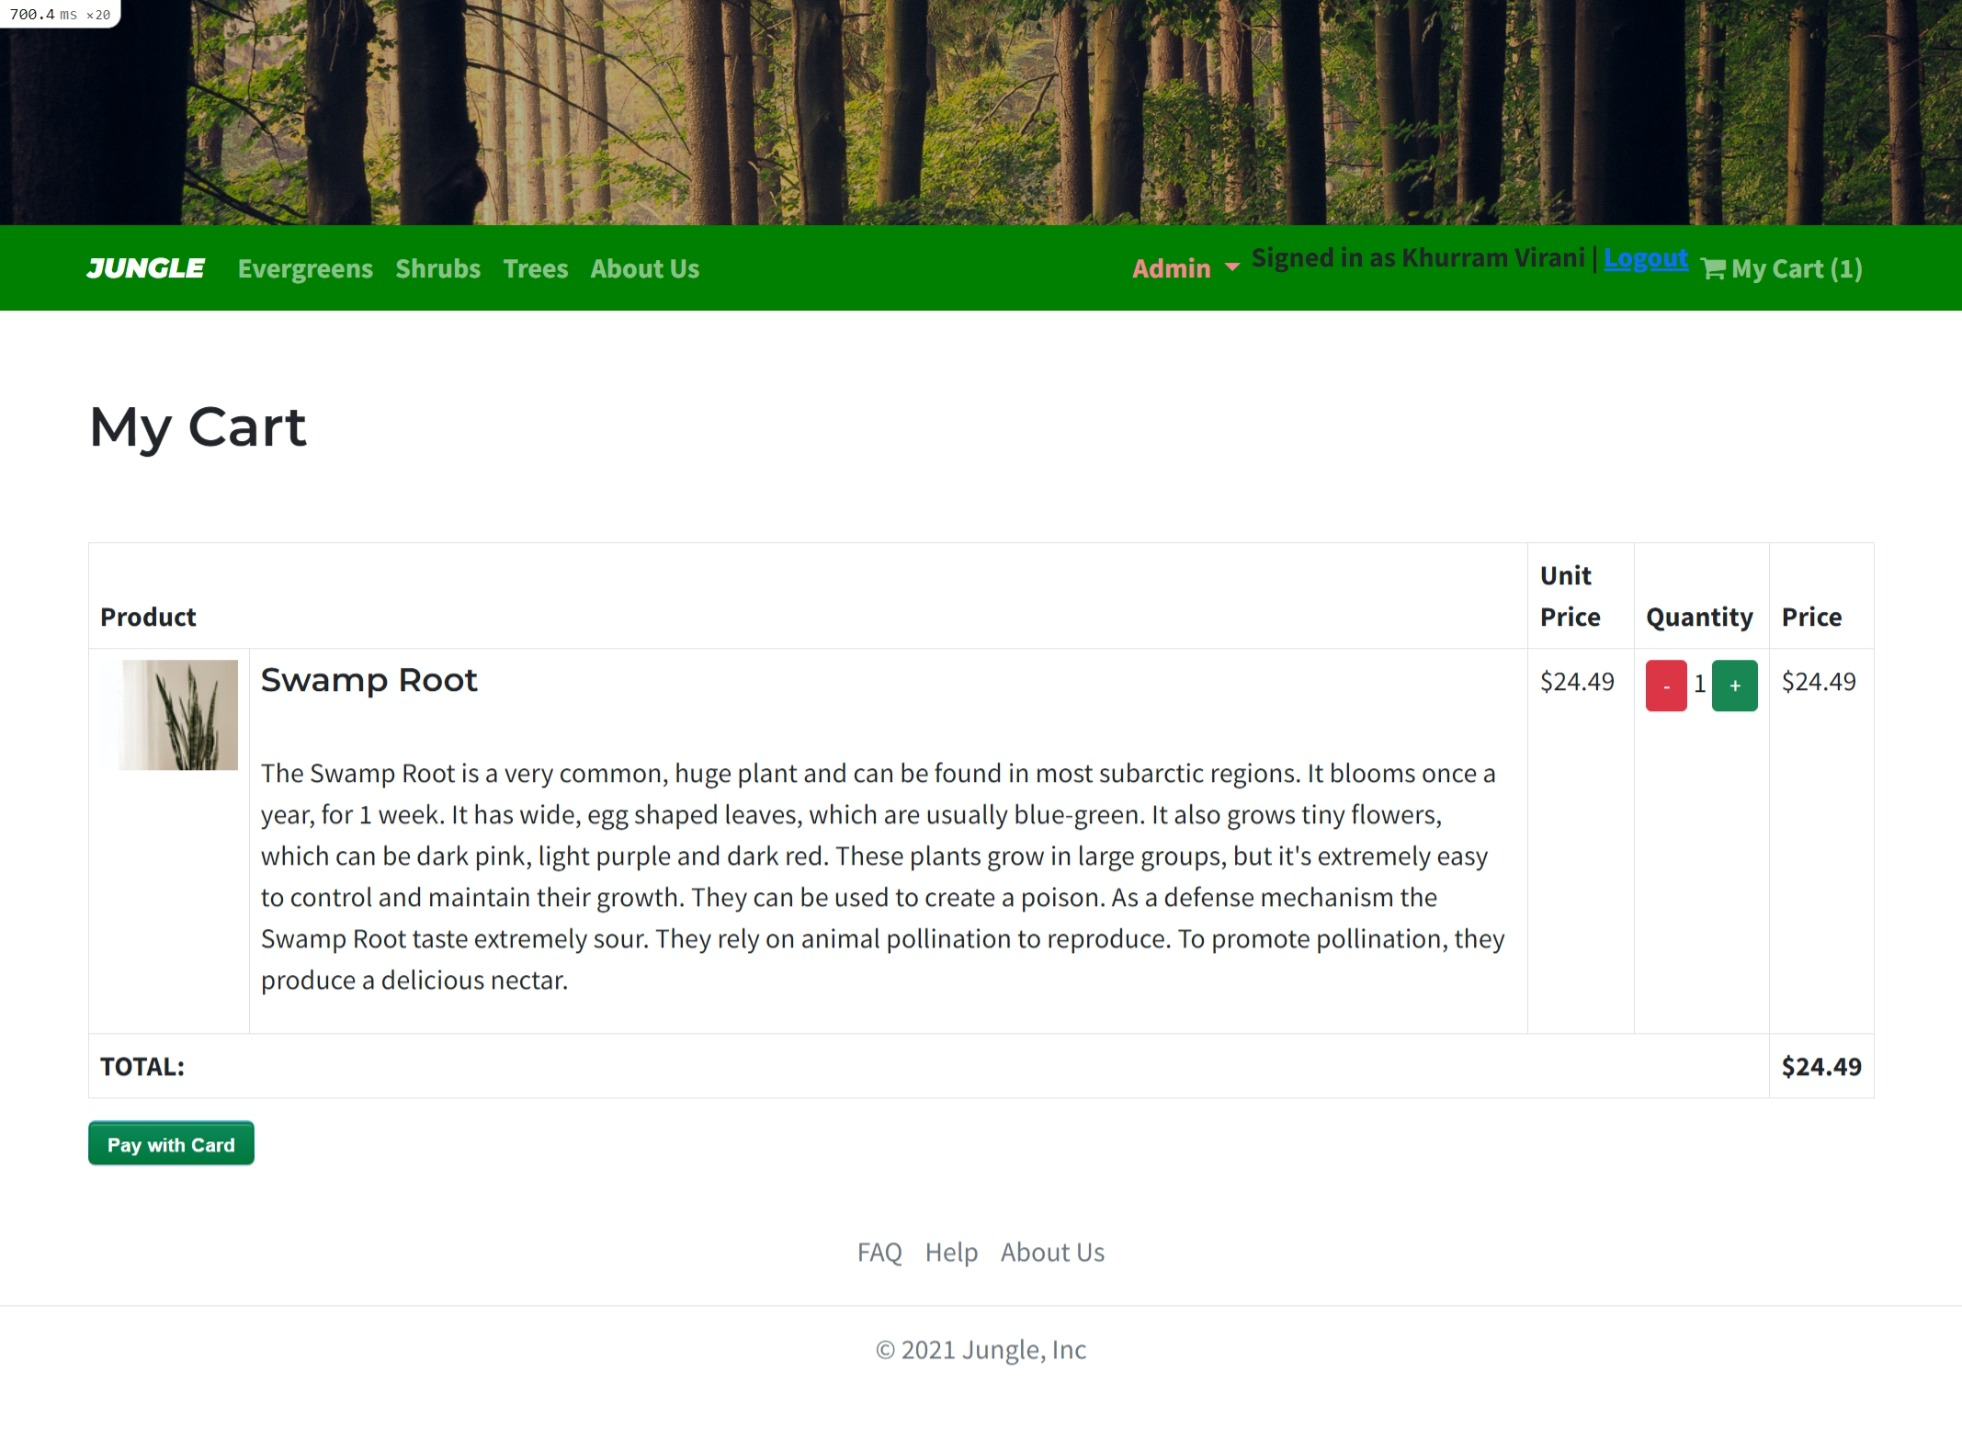 700.4 ms ×20
JUNGLE Evergreens Shrubs Trees About Us Admin Signed in as Khurram Virani | Logout My Cart (1)
My Cart
Product Unit Price Quantity Price
Swamp Root $24.49 - 1 + $24.49
The Swamp Root is a very common, huge plant and can be found in most subarctic regions. It blooms once a
year, for 1 week. It has wide, egg shaped leaves, which are usually blue-green. It also grows tiny flowers,
which can be dark pink, light purple and dark red. These plants grow in large groups, but it's extremely easy
to control and maintain their growth. They can be used to create a poison. As a defense mechanism the
Swamp Root taste extremely sour. They rely on animal pollination to reproduce. To promote pollination, they
produce a delicious nectar.
TOTAL: $24.49
Pay with Card
FAQ Help About Us
© 2021 Jungle, Inc